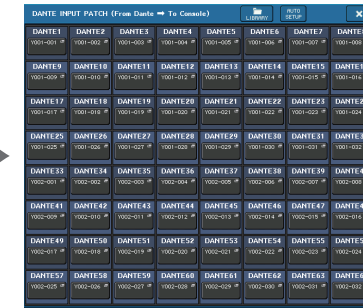 DANTE INPUT PATCH (From Dante ➡ To Console) LIBRARY AUTO SETUP ×
DANTE1 DANTE2 DANTE3 DANTE4 DANTE5 DANTE6 DANTE7 DANTE
Y001-001 Y001-002 Y001-003 Y001-004 Y001-005 Y001-006 Y001-007 Y001-008
DANTE9 DANTE10 DANTE11 DANTE12 DANTE13 DANTE14 DANTE15 DANTE1
Y001-009 Y001-010 Y001-011 Y001-012 Y001-013 Y001-014 Y001-015 Y001-016
DANTE17 DANTE18 DANTE19 DANTE20 DANTE21 DANTE22 DANTE23 DANTE2
Y001-017 Y001-018 Y001-019 Y001-020 Y001-021 Y001-022 Y001-023 Y001-024
DANTE25 DANTE26 DANTE27 DANTE28 DANTE29 DANTE30 DANTE31 DANTE3
Y001-025 Y001-026 Y001-027 Y001-028 Y001-029 Y001-030 Y001-031 Y001-032
DANTE33 DANTE34 DANTE35 DANTE36 DANTE37 DANTE38 DANTE39 DANTE4
Y002-001 Y002-002 Y002-003 Y002-004 Y002-005 Y002-006 Y002-007 Y002-008
DANTE41 DANTE42 DANTE43 DANTE44 DANTE45 DANTE46 DANTE47 DANTE4
Y002-009 Y002-010 Y002-011 Y002-012 Y002-013 Y002-014 Y002-015 Y002-016
DANTE49 DANTE50 DANTE51 DANTE52 DANTE53 DANTE54 DANTE55 DANTE5
Y002-017 Y002-018 Y002-019 Y002-020 Y002-021 Y002-022 Y002-023 Y002-024
DANTE57 DANTE58 DANTE59 DANTE60 DANTE61 DANTE62 DANTE63 DANTE6
Y002-025 Y002-026 Y002-027 Y002-028 Y002-029 Y002-030 Y002-031 Y002-032